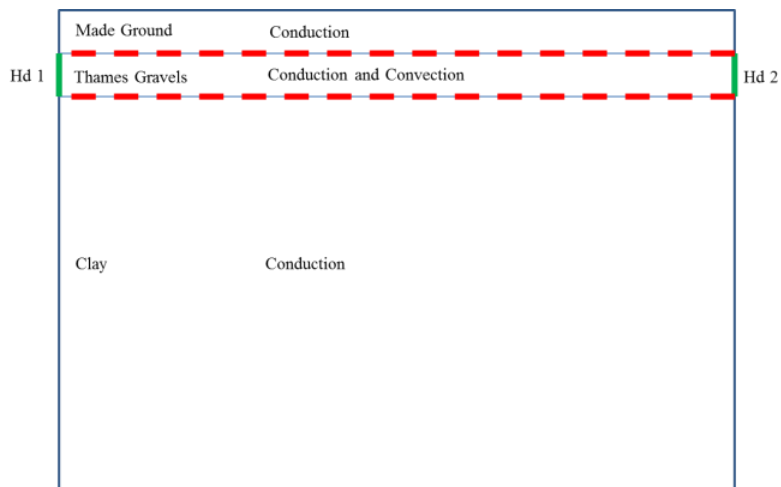 Made Ground Conduction
Hd 1 Thames Gravels Conduction and Convection Hd 2
Clay Conduction